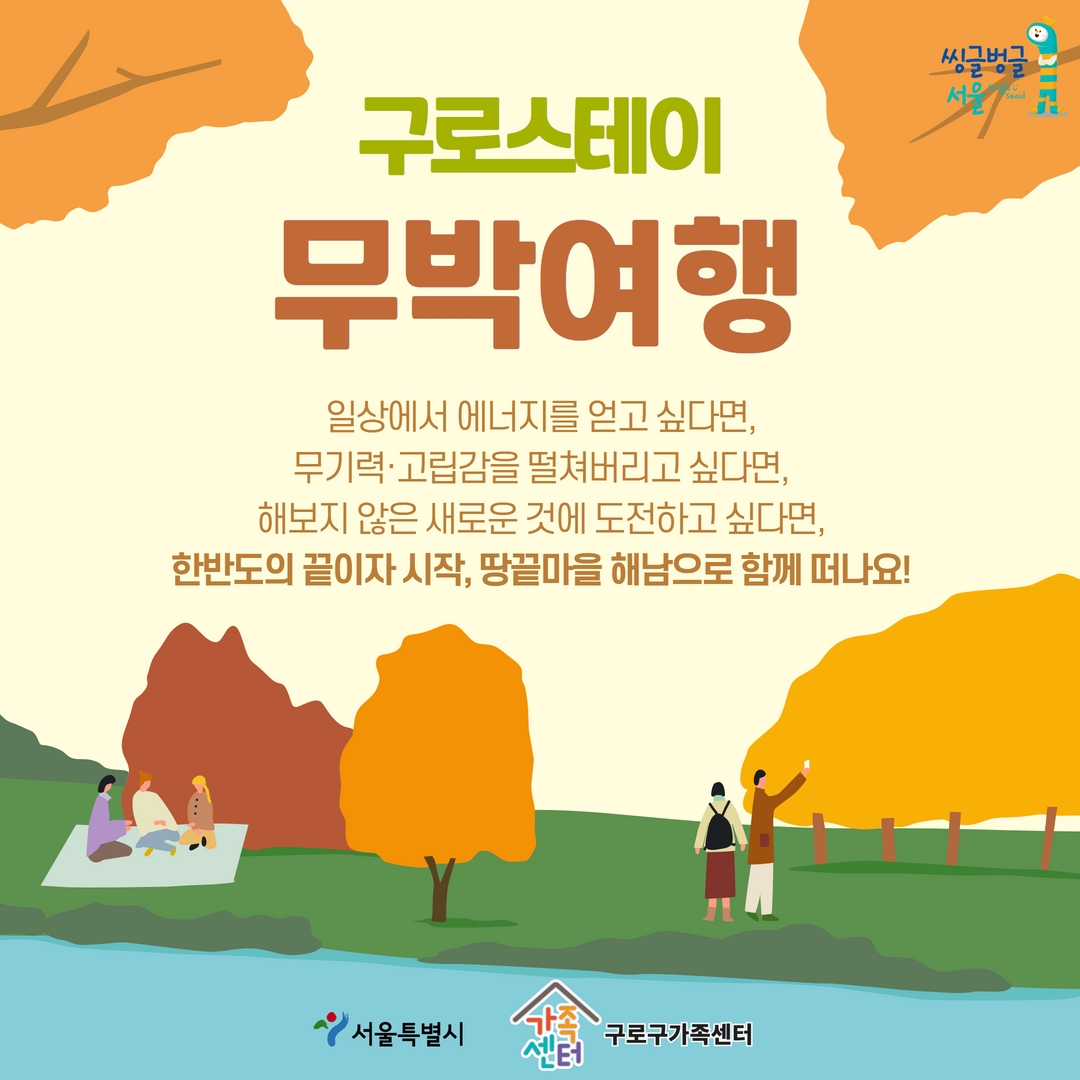 씽글벙글
서울
Seoul
구로스테이
무박여행
일상에서 에너지를 얻고 싶다면,
무기력·고립감을 떨쳐버리고 싶다면,
해보지 않은 새로운 것에 도전하고 싶다면,
한반도의 끝이자 시작, 땅끝마을 해남으로 함께 떠나요!
서울특별시
가족
센터
구로구가족센터